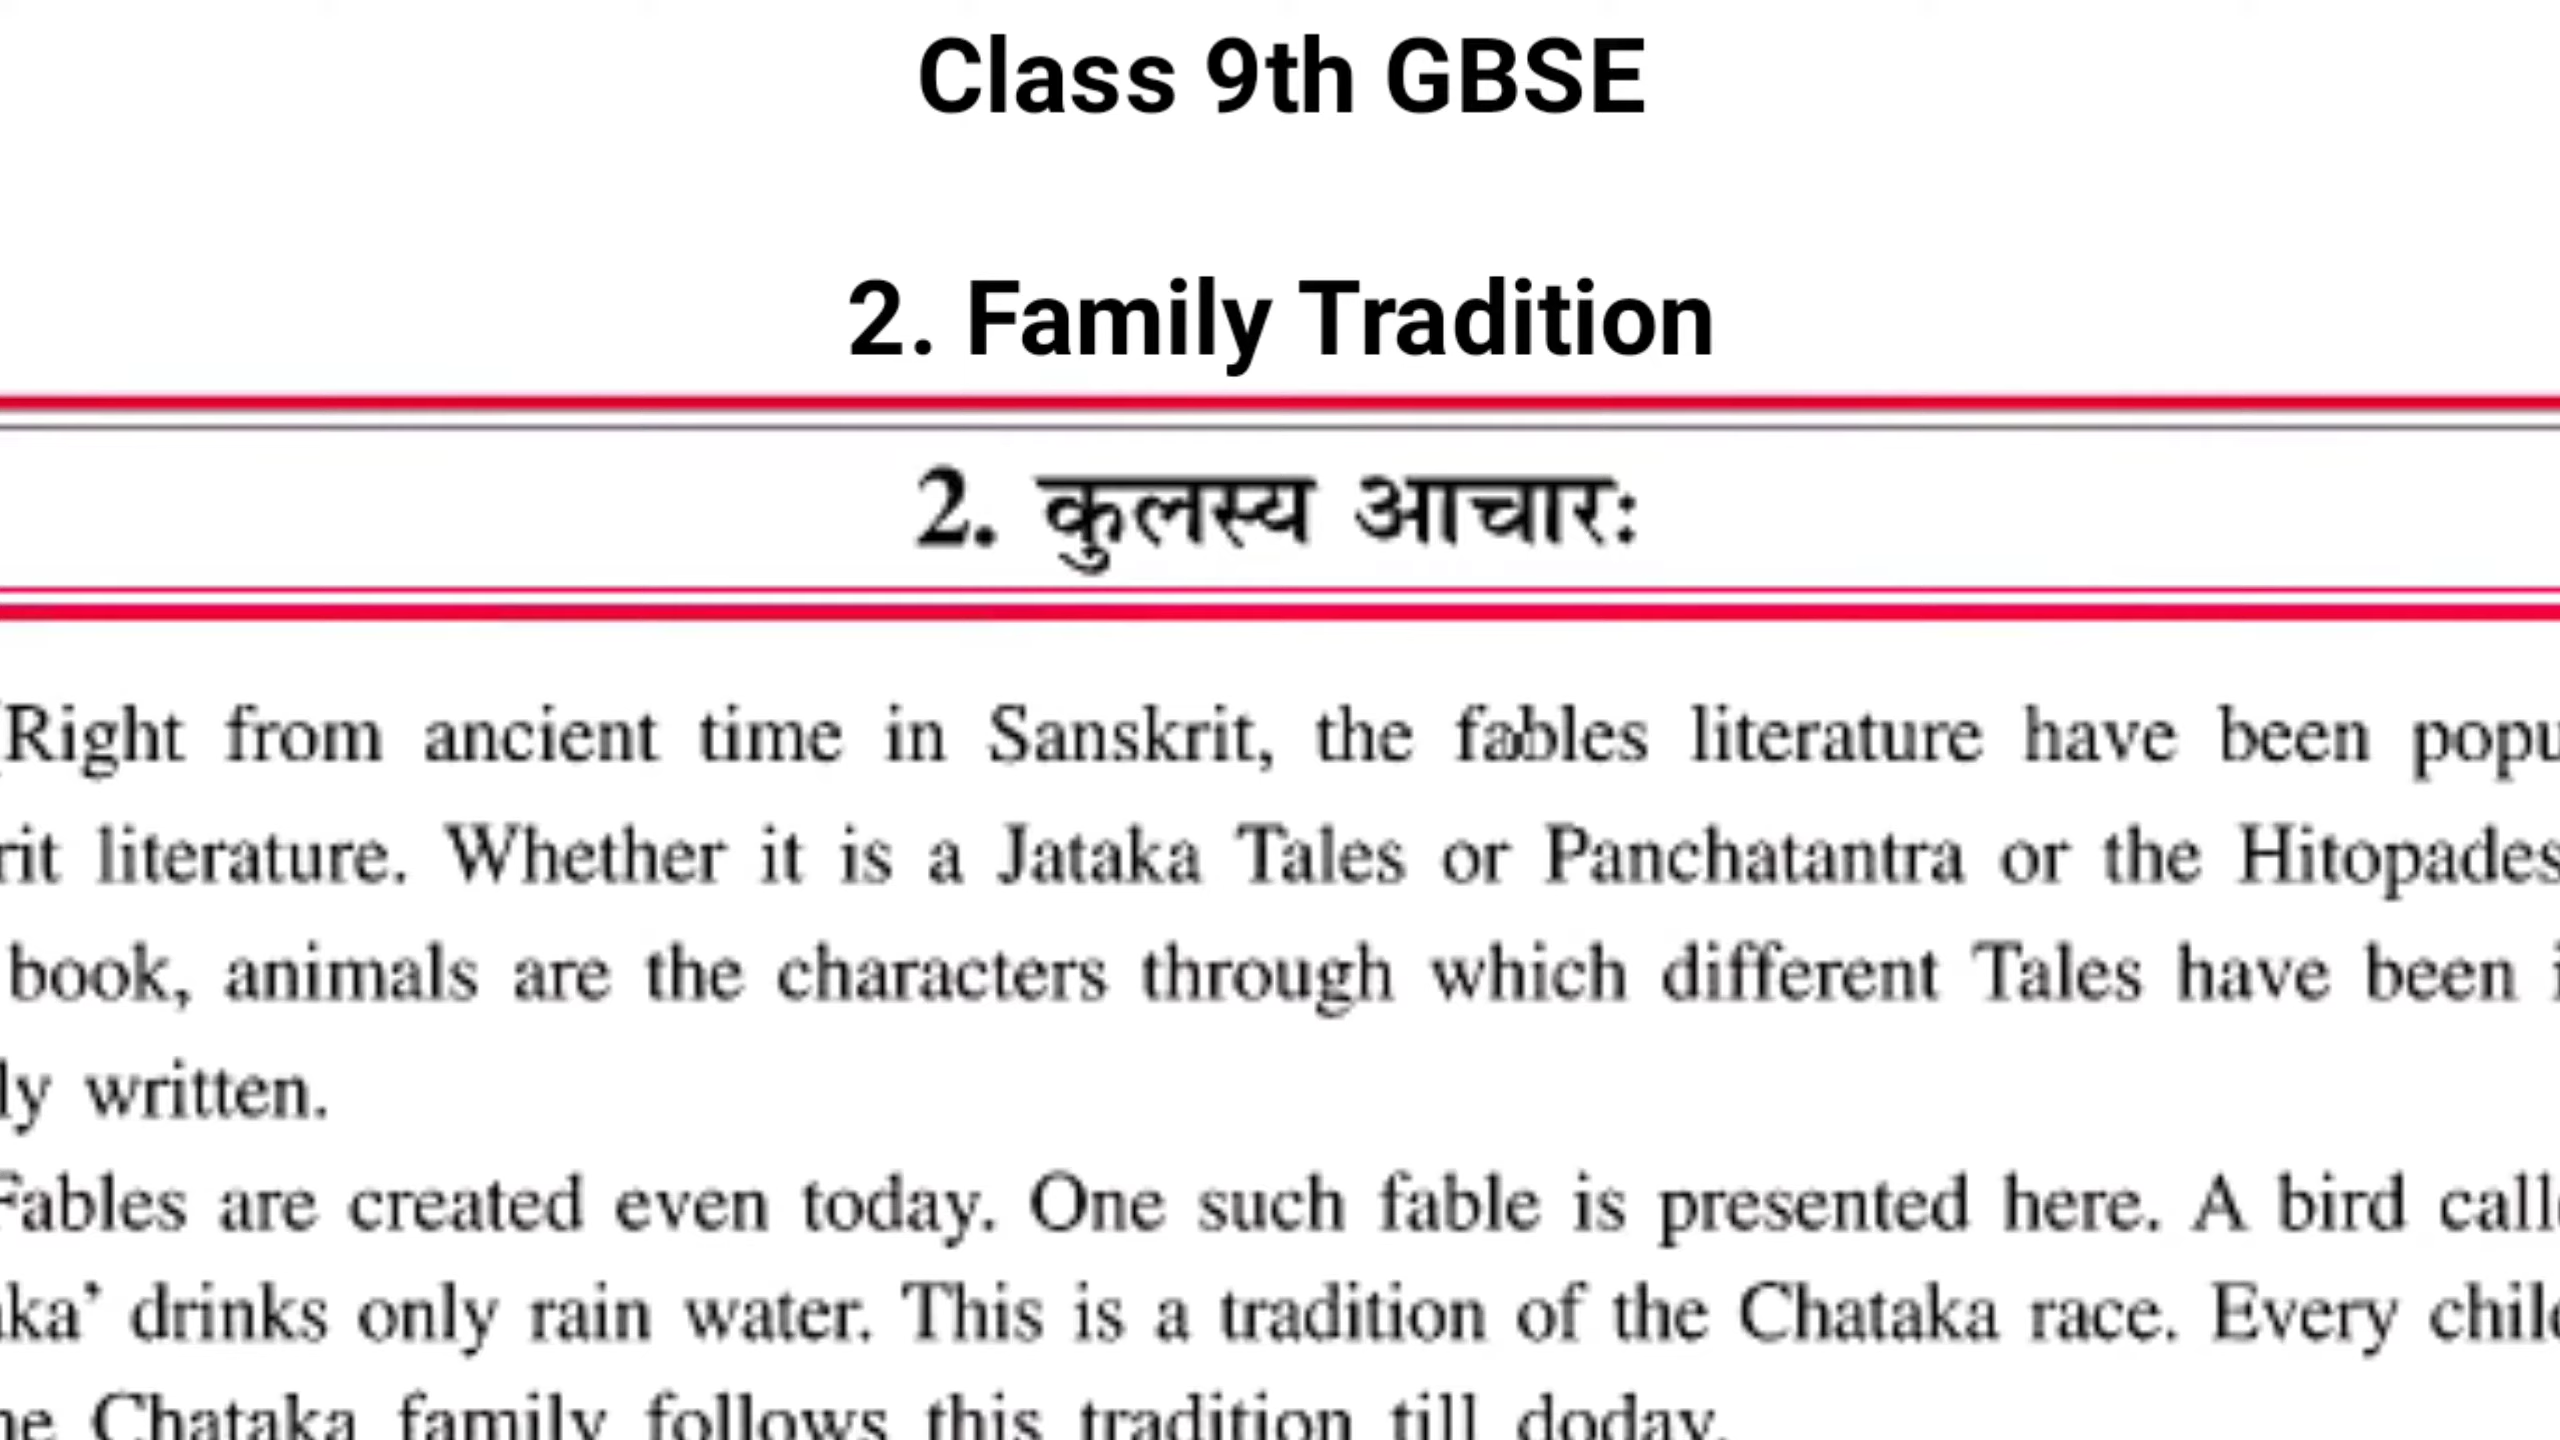 Class 9th GBSE
2. Family Tradition
2. कुलस्य आचारः
Right from ancient time in Sanskrit, the fables literature have been popu
rit literature. Whether it is a Jataka Tales or Panchatantra or the Hitopades
book, animals are the characters through which different Tales have been i
ly written.
Fables are created even today. One such fable is presented here. A bird calle
aka’ drinks only rain water. This is a tradition of the Chataka race. Every child
he Chataka family follows this tradition till doday.